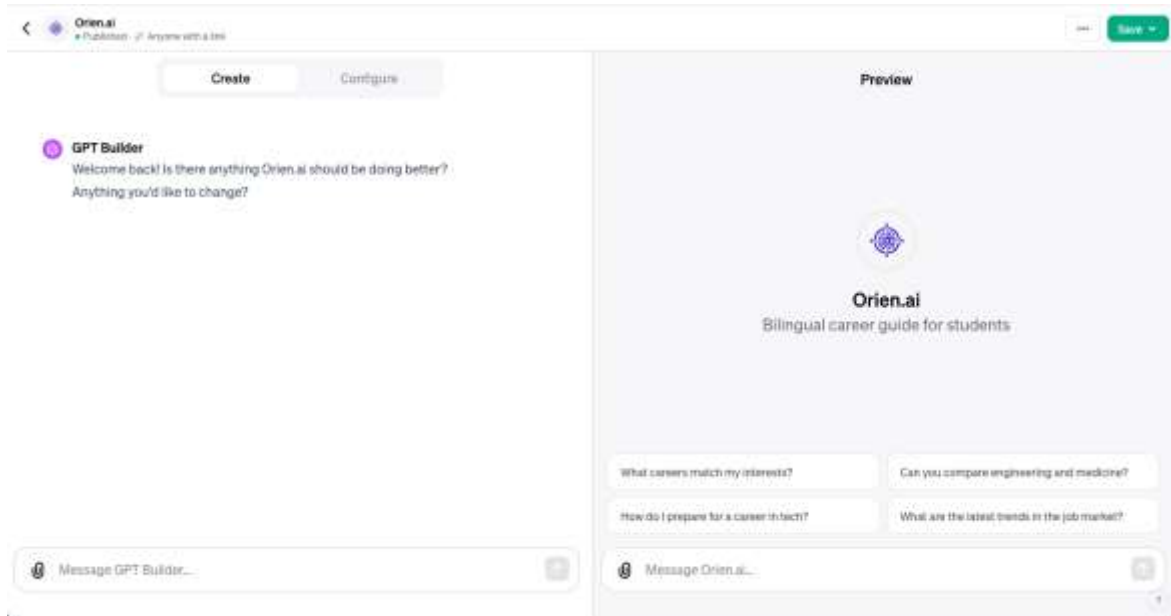 Orien.ai
Published · Anyone with a link
Save
Create
Configure
Preview
GPT Builder
Welcome back! Is there anything Orien.ai should be doing better?
Anything you'd like to change?
Orien.ai
Bilingual career guide for students
What careers match my interests?
Can you compare engineering and medicine?
How do I prepare for a career in tech?
What are the latest trends in the job market?
Message GPT Builder...
Message Orien.ai...
?